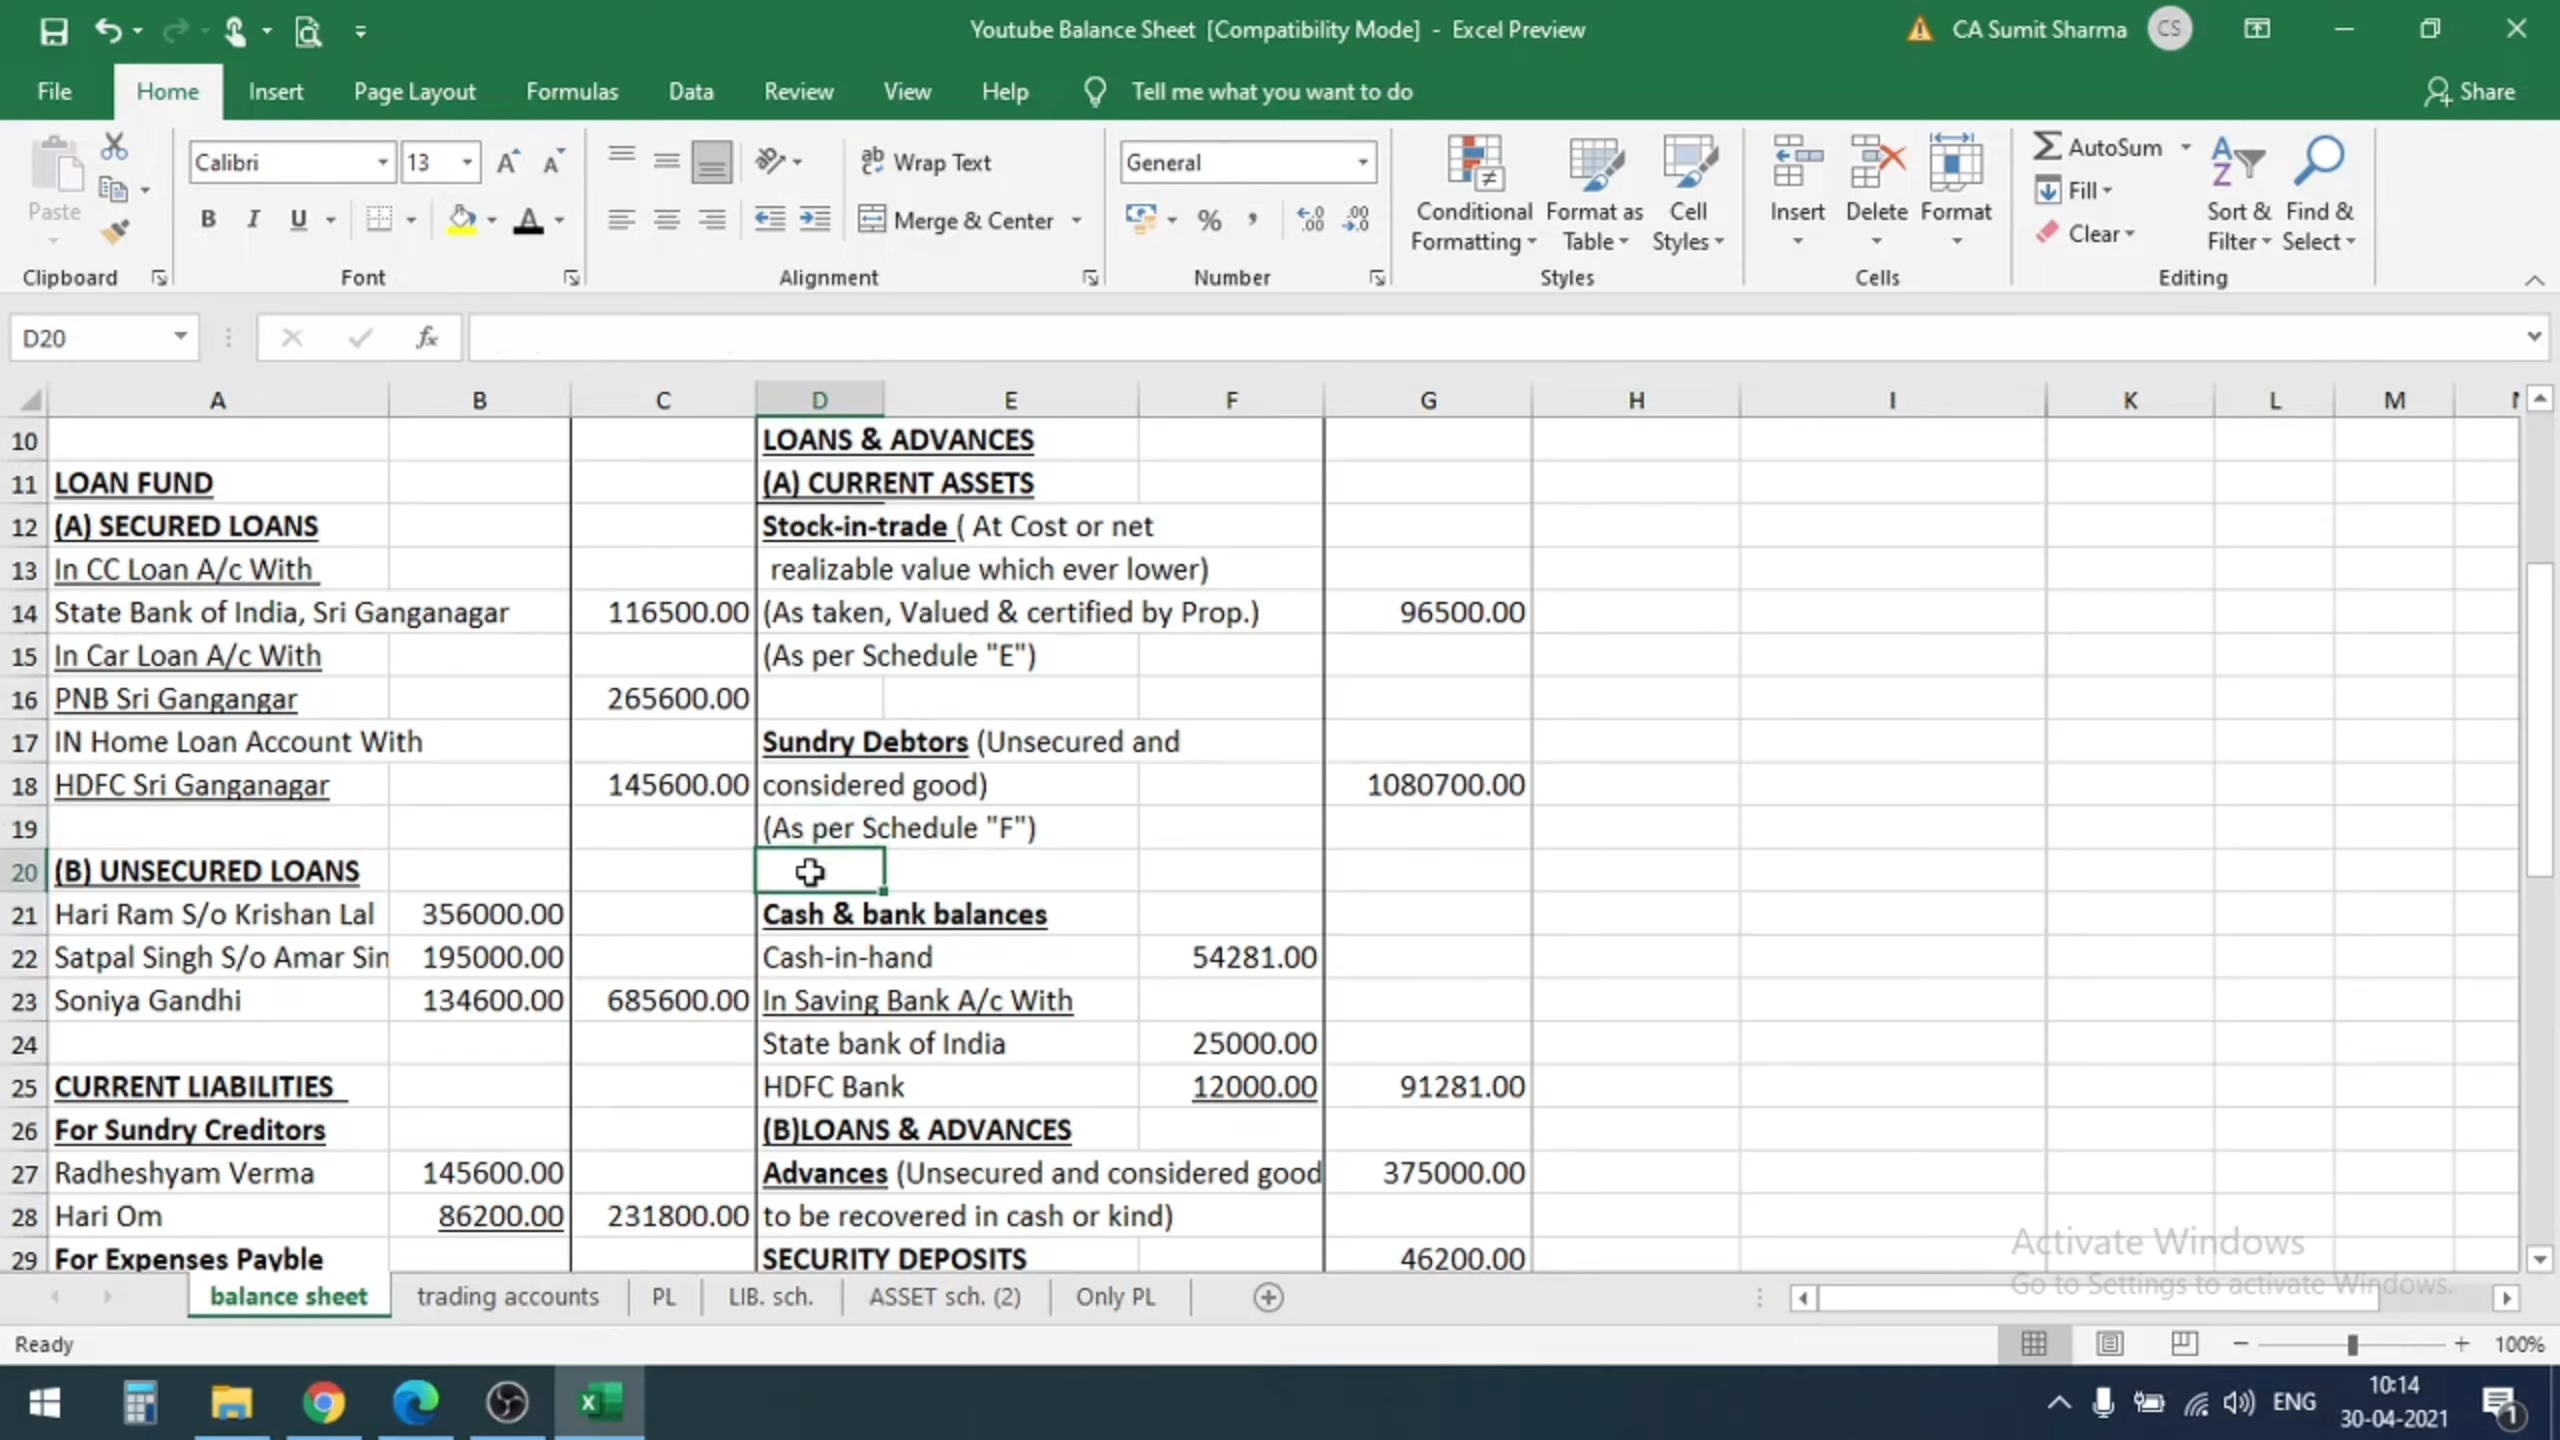 Youtube Balance Sheet [Compatibility Mode] - Excel Preview
CA Sumit Sharma
CS
File Home Insert Page Layout Formulas Data Review View Help Tell me what you want to do Share
Calibri 13 ab Wrap Text General AutoSum
Paste Fill
B I U Merge & Center % , Conditional Formatting Format as Table Cell Styles Insert Delete Format Clear Sort & Filter Find & Select
Clipboard Font Alignment Number Styles Cells Editing
D20 fx
A B C D E F G H I K L M
10 LOANS & ADVANCES
11 LOAN FUND (A) CURRENT ASSETS
12 (A) SECURED LOANS Stock-in-trade ( At Cost or net
13 In CC Loan A/c With realizable value which ever lower)
14 State Bank of India, Sri Ganganagar 116500.00 (As taken, Valued & certified by Prop.) 96500.00
15 In Car Loan A/c With (As per Schedule "E")
16 PNB Sri Gangangar 265600.00
17 IN Home Loan Account With Sundry Debtors (Unsecured and
18 HDFC Sri Ganganagar 145600.00 considered good) 1080700.00
19 (As per Schedule "F")
20 (B) UNSECURED LOANS
21 Hari Ram S/o Krishan Lal 356000.00 Cash & bank balances
22 Satpal Singh S/o Amar Sin 195000.00 Cash-in-hand 54281.00
23 Soniya Gandhi 134600.00 685600.00 In Saving Bank A/c With
24 State bank of India 25000.00
25 CURRENT LIABILITIES HDFC Bank 12000.00 91281.00
26 For Sundry Creditors (B)LOANS & ADVANCES
27 Radheshyam Verma 145600.00 Advances (Unsecured and considered good 375000.00
28 Hari Om 86200.00 231800.00 to be recovered in cash or kind)
29 For Expenses Payble SECURITY DEPOSITS 46200.00
Activate Windows
Go to Settings to activate Windows.
balance sheet trading accounts PL LIB. sch. ASSET sch. (2) Only PL
Ready 100%
ENG 10:14
30-04-2021
1